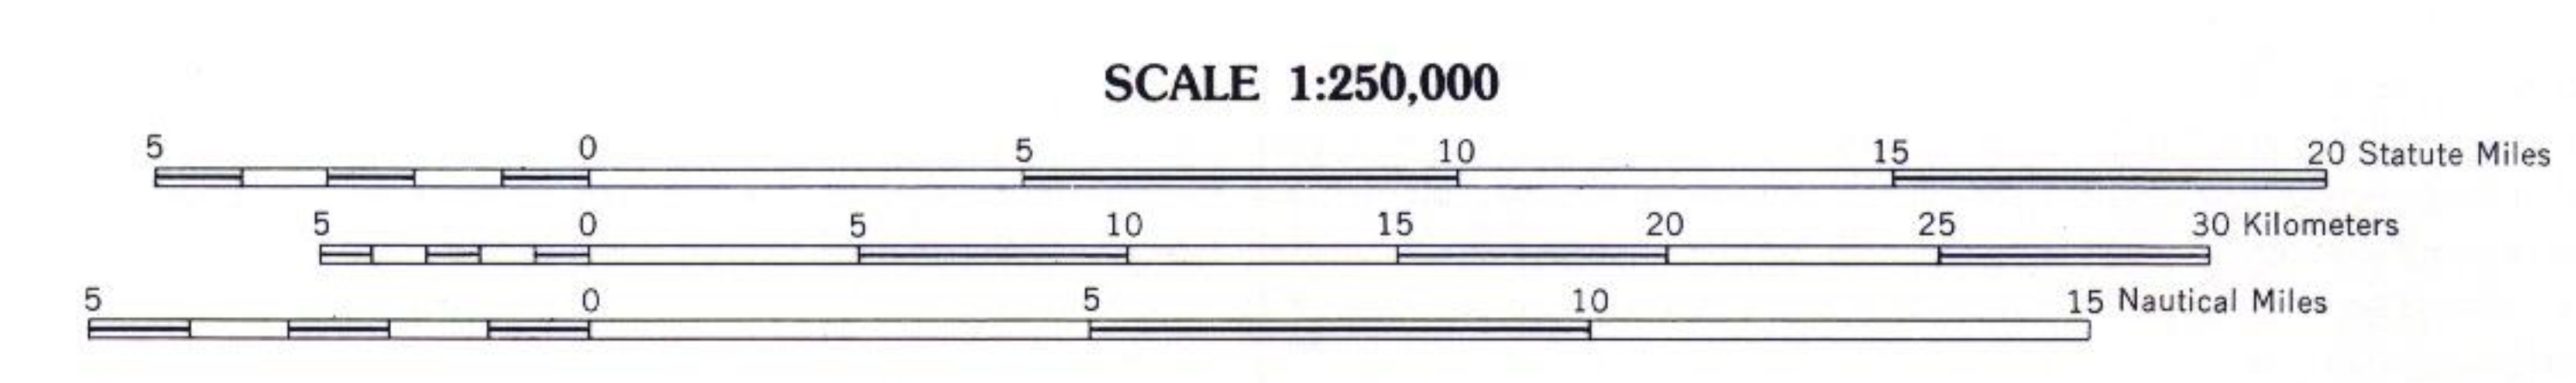 SCALE 1:250,000
5 0 5 10 15 20 Statute Miles
5 0 5 10 15 20 25 30 Kilometers
5 0 5 10 15 Nautical Miles